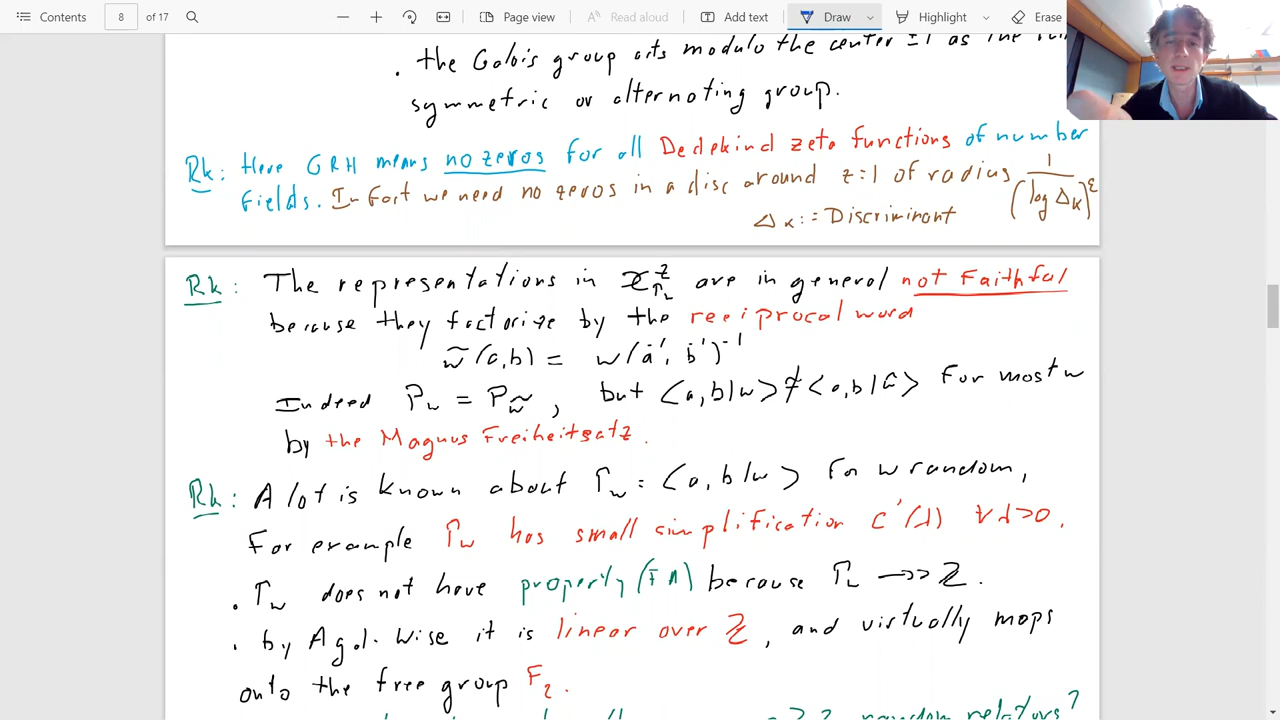 Contents
8 of 17
Page view
Read aloud
Add text
Draw
Highlight
Erase
. the Galois group acts modulo the center ±1 as the full
symmetric or alternating group.
Rk: Here GRH means no zeros for all Dedekind zeta functions of number
fields. In fact we need no zeros in a disc around z=1 of radius 1/(log Δ_K)^ε
Δ_K := Discriminant
Rk: The representations in 𝒳^Z_{Γ_w} are in general not Faithful
because they factorise by the reciprocal word
w̃(a,b) = w(a^{-1}, b^{-1})^{-1}
Indeed P_w = P_w̃, but <a,b|w> ≠ <a,b|w̃> for most w
by the Magnus Freiheitsatz.
Rk: A lot is known about Γ_w = <a, b|w> for w random,
For example Γ_w has small simplification C'(λ) ∀λ>0.
. Γ_w does not have property (FA) because Γ_w ->> Z.
. by Agol-Wise it is linear over Z, and virtually maps
onto the free group F_2.
random relators?